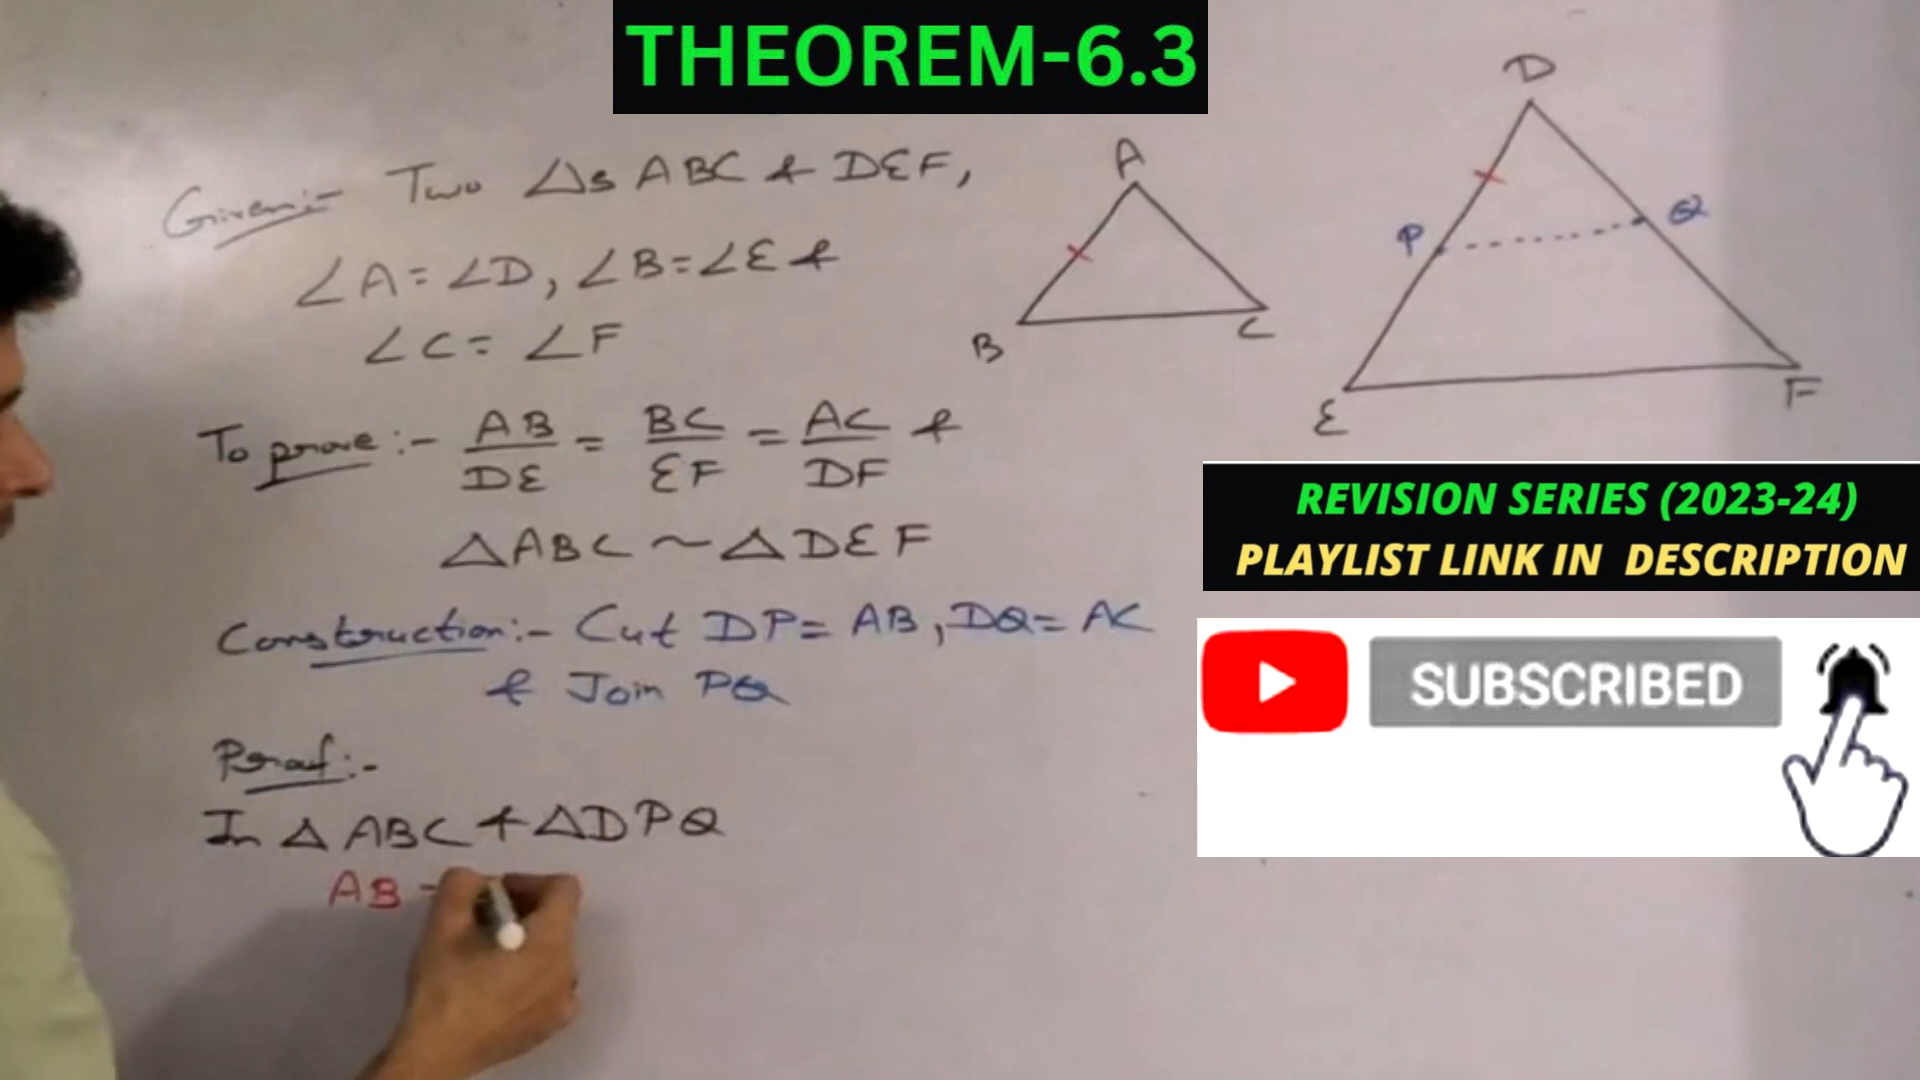 THEOREM-6.3
Given:- Two △s ABC & DEF,
∠A = ∠D, ∠B = ∠E &
∠C = ∠F
To prove:- AB/DE = BC/EF = AC/DF &
△ABC ~ △DEF
Construction:- Cut DP = AB, DQ = AC
& Join PQ
Proof:-
In △ABC & △DPQ
AB =
A
B
C
D
P
Q
E
F
REVISION SERIES (2023-24)
PLAYLIST LINK IN DESCRIPTION
SUBSCRIBED